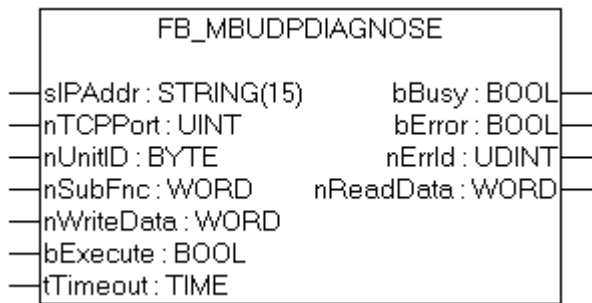 FB_MBUDPDIAGNOSE
sIPAddr : STRING(15) bBusy : BOOL
nTCPPort : UINT bError : BOOL
nUnitID : BYTE nErrId : UDINT
nSubFnc : WORD nReadData : WORD
nWriteData : WORD
bExecute : BOOL
tTimeout : TIME